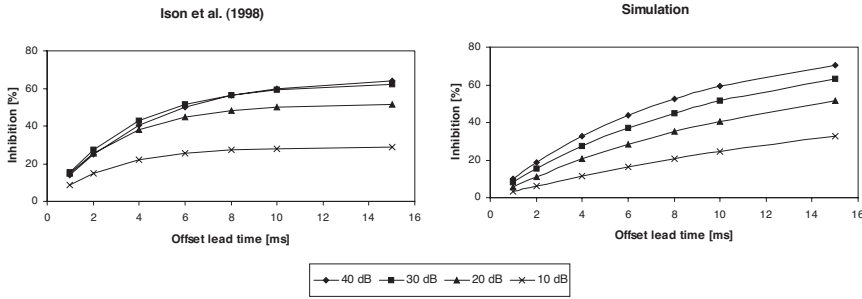 Ison et al. (1998)
80
60
40
20
0
Inhibition [%]
0 2 4 6 8 10 12 14 16
Offset lead time [ms]
Simulation
80
60
40
20
0
Inhibition [%]
0 2 4 6 8 10 12 14 16
Offset lead time [ms]
40 dB 30 dB 20 dB 10 dB